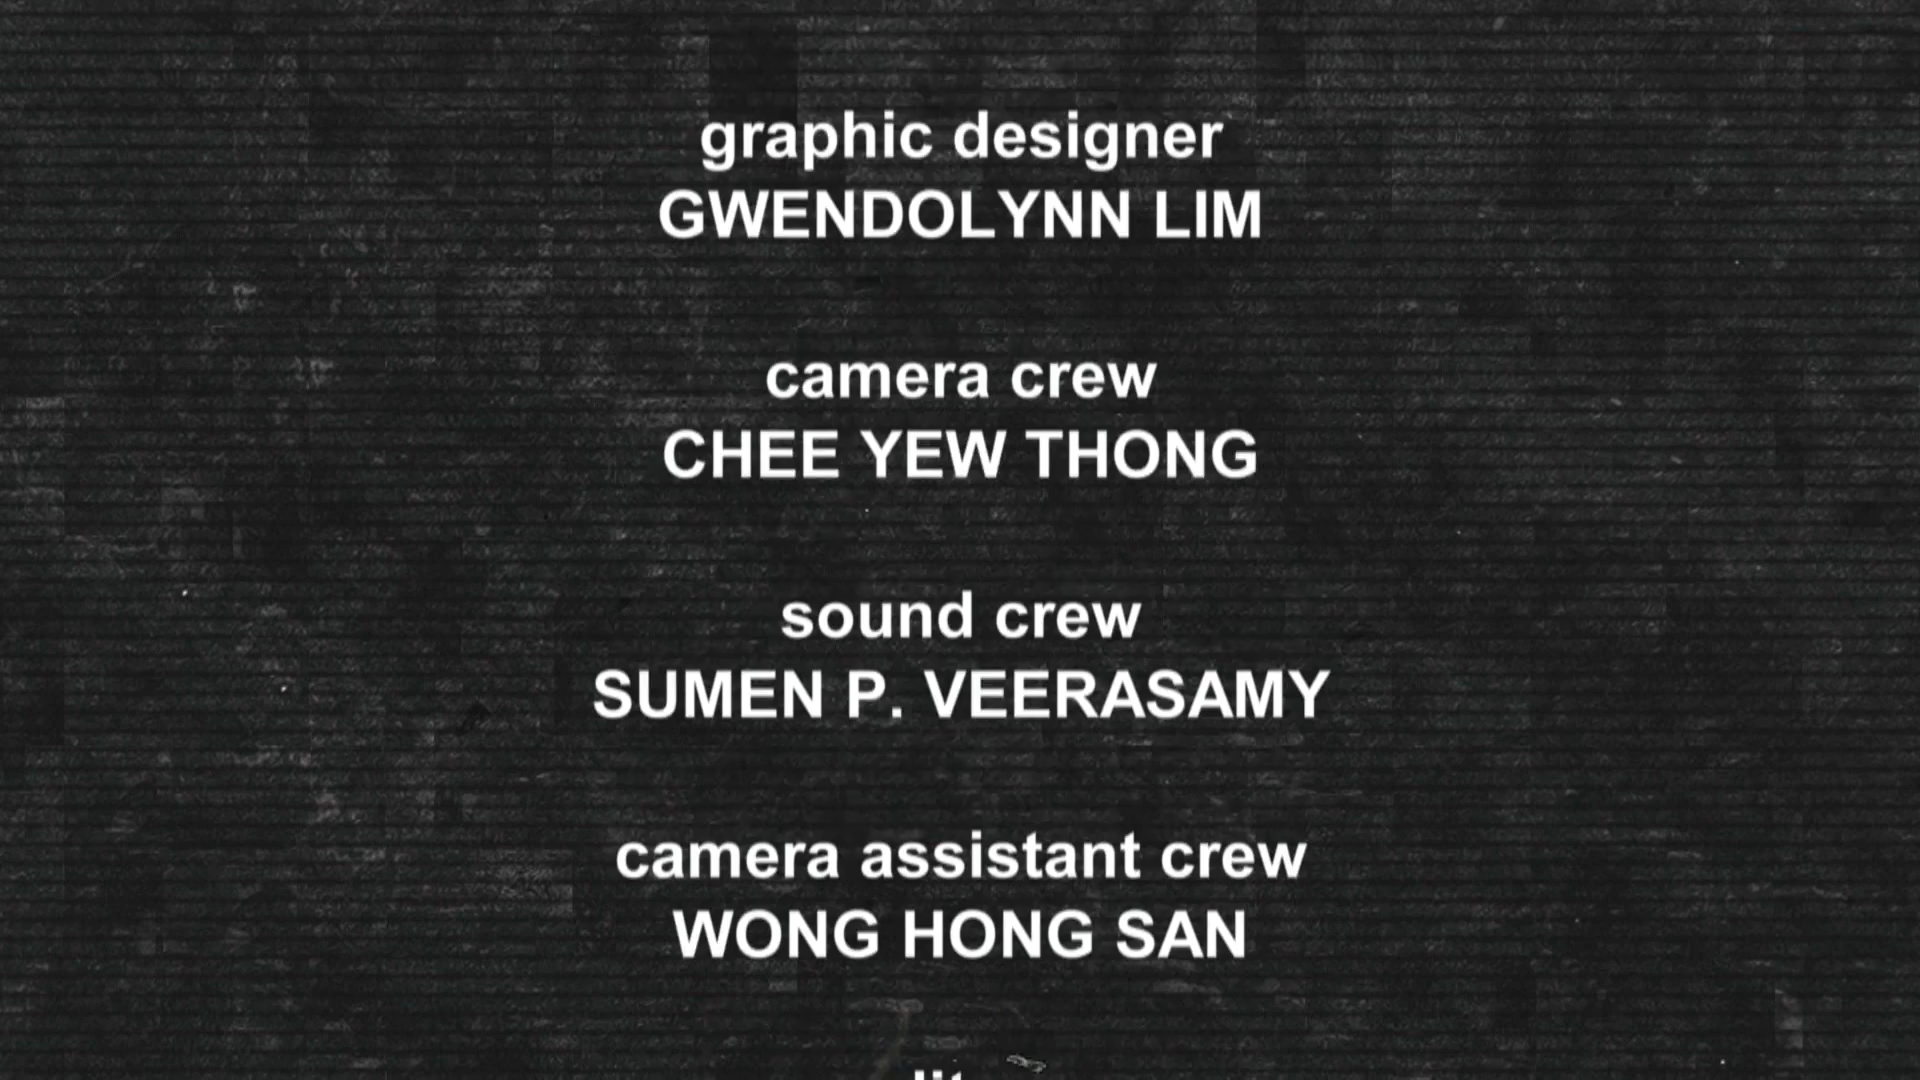 graphic designer
GWENDOLYNN LIM
camera crew
CHEE YEW THONG
sound crew
SUMEN P. VEERASAMY
camera assistant crew
WONG HONG SAN